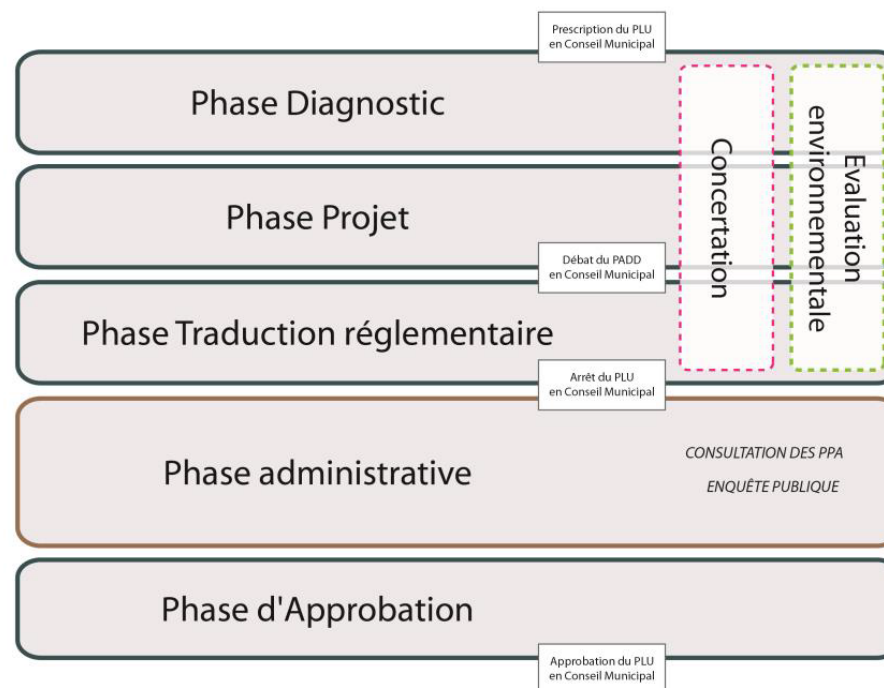 Prescription du PLU
en Conseil Municipal
Phase Diagnostic
Concertation
Evaluation
environnementale
Phase Projet
Débat du PADD
en Conseil Municipal
Phase Traduction réglementaire
Arrêt du PLU
en Conseil Municipal
Phase administrative
CONSULTATION DES PPA
ENQUÊTE PUBLIQUE
Phase d'Approbation
Approbation du PLU
en Conseil Municipal